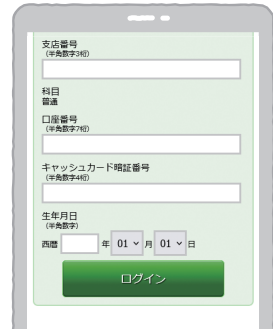 支店番号
(半角数字3桁)
科目
普通
口座番号
(半角数字7桁)
キャッシュカード暗証番号
(半角数字4桁)
生年月日
(半角数字)
西暦 年 01 月 01 日
ログイン